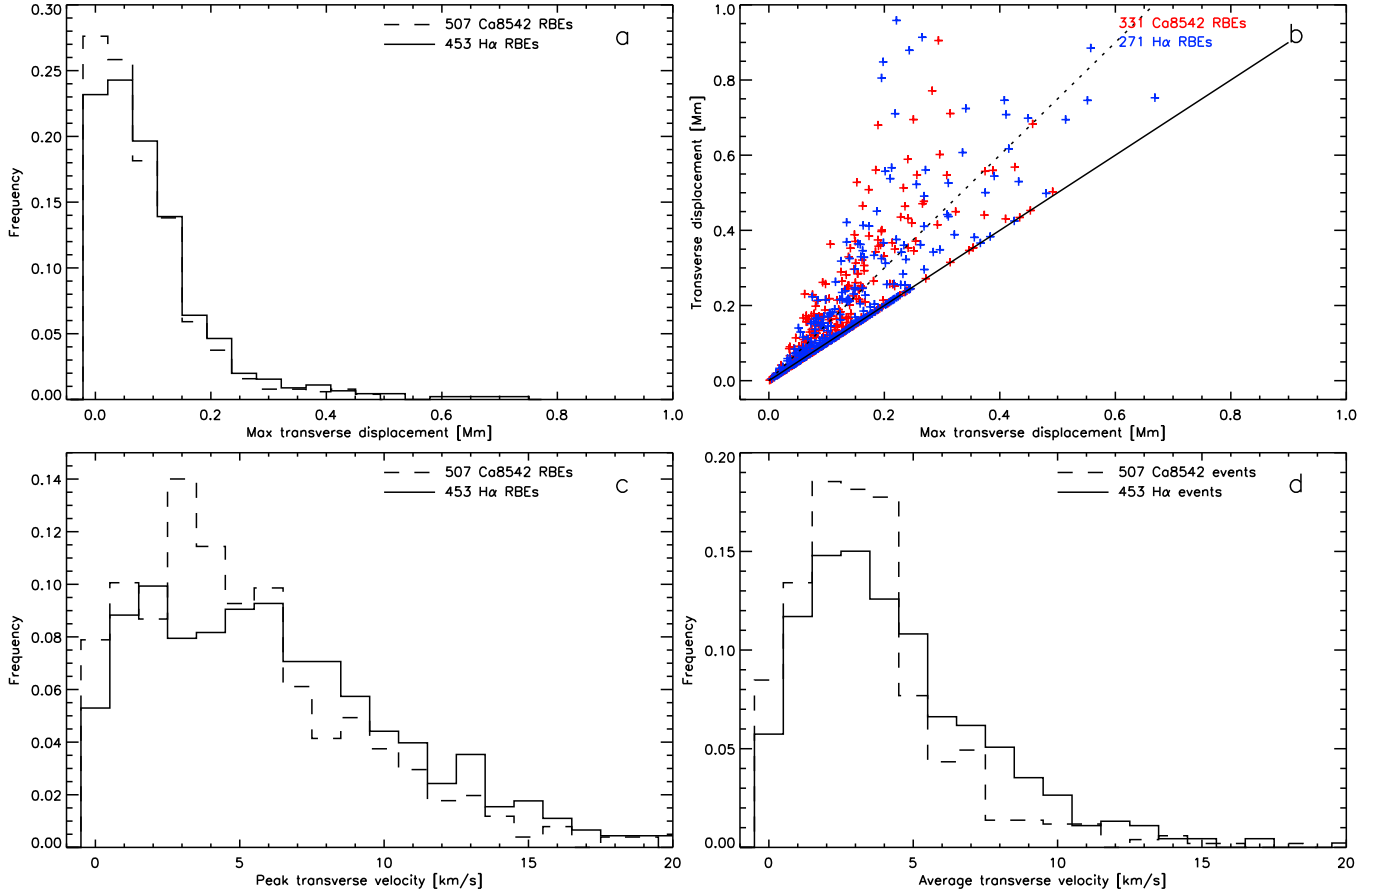 0.30
0.25
0.20
0.15
0.10
0.05
0.00
Frequency
507 Ca8542 RBEs
453 Hα RBEs
a
0.0 0.2 0.4 0.6 0.8 1.0
Max transverse displacement [Mm]
1.0
0.8
0.6
0.4
0.2
0.0
Transverse displacement [Mm]
331 Ca8542 RBEs
271 Hα RBEs
b
0.0 0.2 0.4 0.6 0.8 1.0
Max transverse displacement [Mm]
0.14
0.12
0.10
0.08
0.06
0.04
0.02
0.00
Frequency
507 Ca8542 RBEs
453 Hα RBEs
c
0 5 10 15 20
Peak transverse velocity [km/s]
0.20
0.15
0.10
0.05
0.00
Frequency
507 Ca8542 events
453 Hα events
d
0 5 10 15 20
Average transverse velocity [km/s]